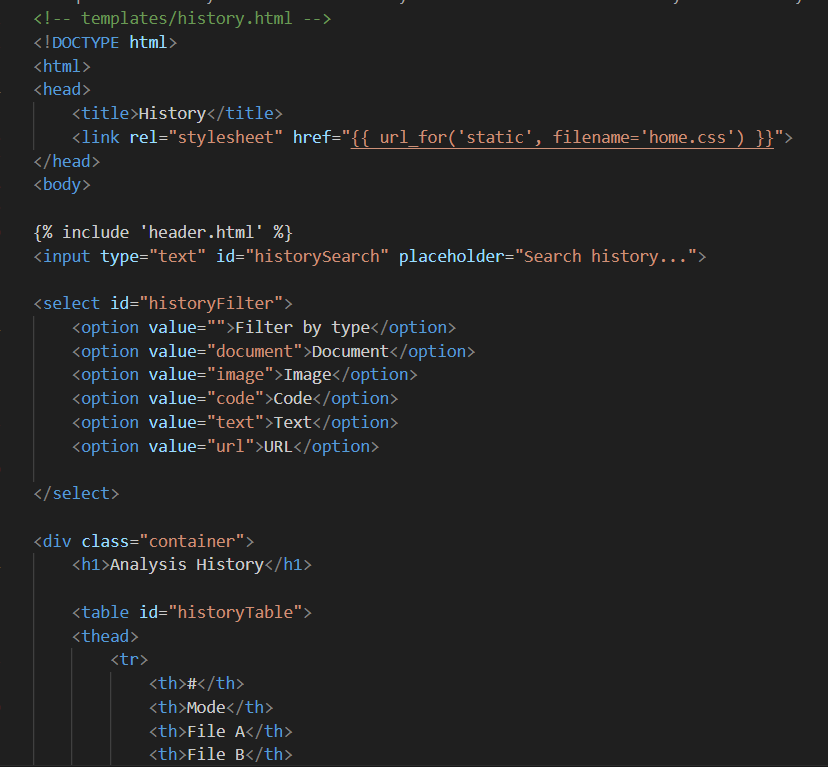 <!-- templates/history.html -->
<!DOCTYPE html>
<html>
<head>
    <title>History</title>
    <link rel="stylesheet" href="{{ url_for('static', filename='home.css') }}">
</head>
<body>

{% include 'header.html' %}
<input type="text" id="historySearch" placeholder="Search history...">

<select id="historyFilter">
    <option value="">Filter by type</option>
    <option value="document">Document</option>
    <option value="image">Image</option>
    <option value="code">Code</option>
    <option value="text">Text</option>
    <option value="url">URL</option>

</select>

<div class="container">
    <h1>Analysis History</h1>

    <table id="historyTable">
    <thead>
        <tr>
            <th>#</th>
            <th>Mode</th>
            <th>File A</th>
            <th>File B</th>